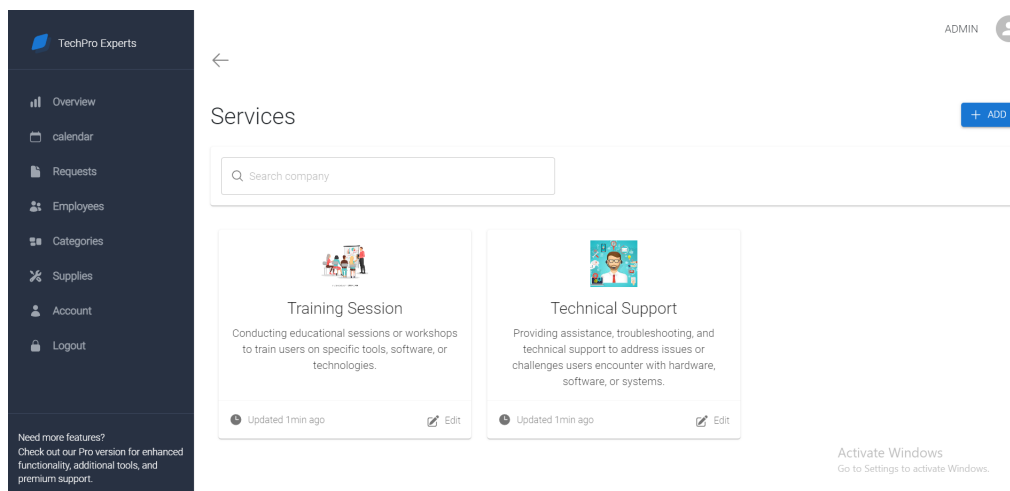 TechPro Experts
ADMIN
Overview
calendar
Requests
Employees
Categories
Supplies
Account
Logout
Need more features?
Check out our Pro version for enhanced
functionality, additional tools, and
premium support.
Services
+ ADD
Search company
Training Session
Conducting educational sessions or workshops
to train users on specific tools, software, or
technologies.
Updated 1min ago
Edit
Technical Support
Providing assistance, troubleshooting, and
technical support to address issues or
challenges users encounter with hardware,
software, or systems.
Updated 1min ago
Edit
Activate Windows
Go to Settings to activate Windows.